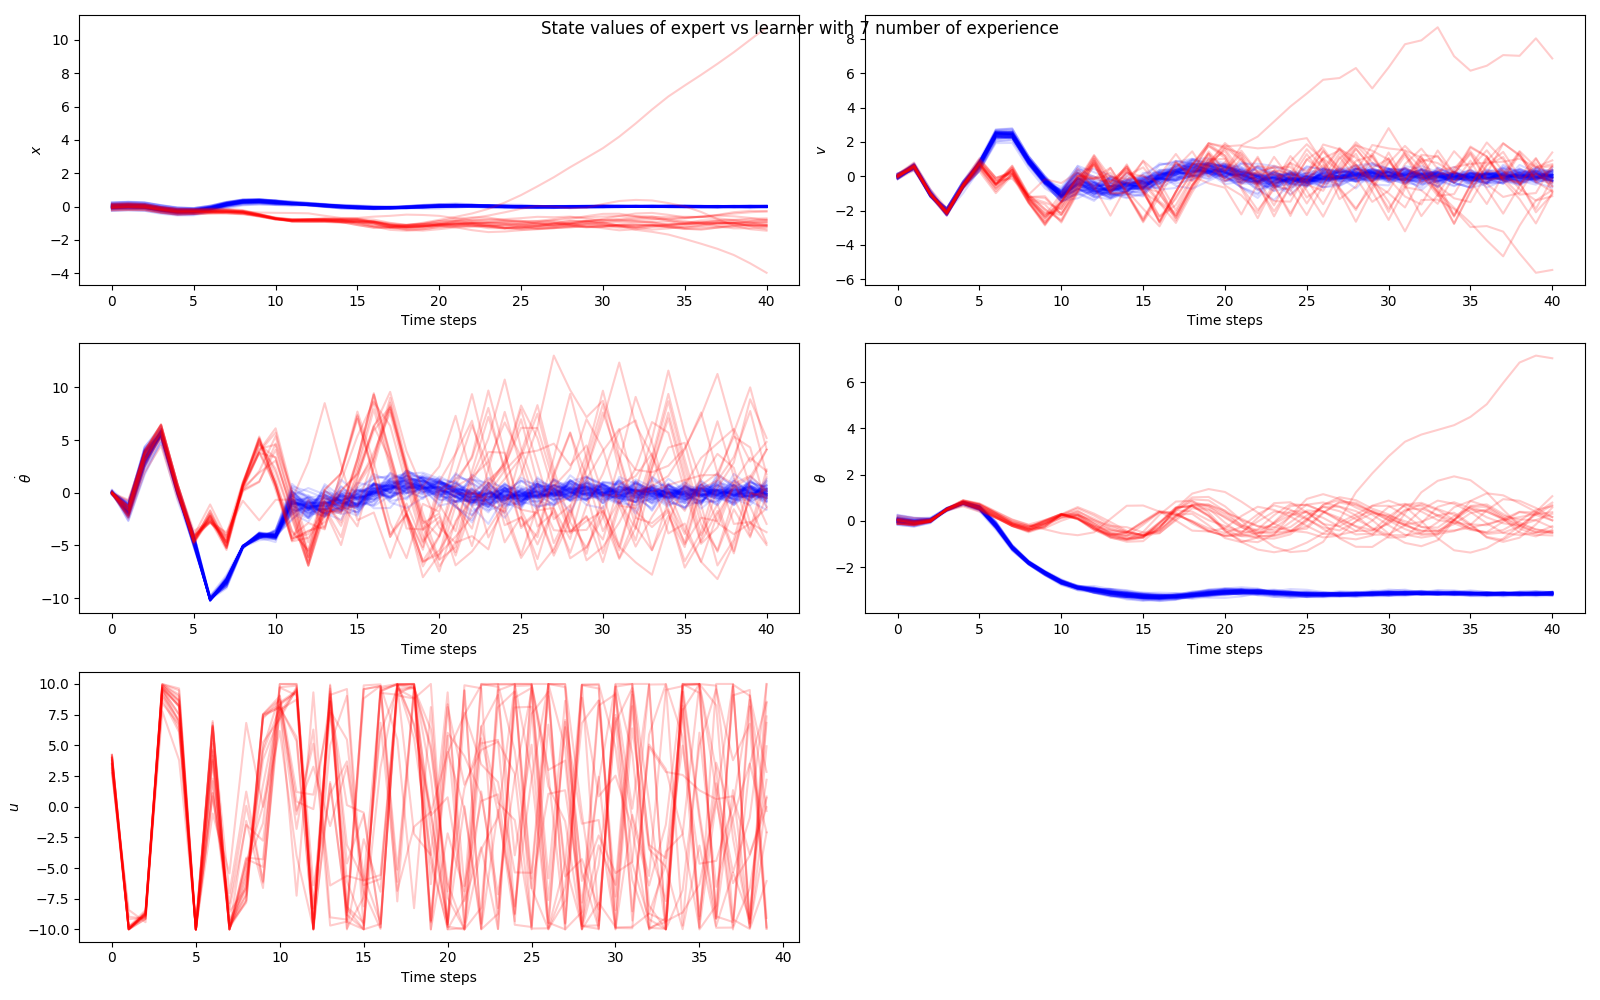 State values of expert vs learner with 7 number of experience
x
10
8
6
4
2
0
−2
−4
0 5 10 15 20 25 30 35 40
Time steps
v
8
6
4
2
0
−2
−4
−6
0 5 10 15 20 25 30 35 40
Time steps
θ̇
10
5
0
−5
−10
0 5 10 15 20 25 30 35 40
Time steps
θ
6
4
2
0
−2
0 5 10 15 20 25 30 35 40
Time steps
u
10.0
7.5
5.0
2.5
0.0
−2.5
−5.0
−7.5
−10.0
0 5 10 15 20 25 30 35 40
Time steps